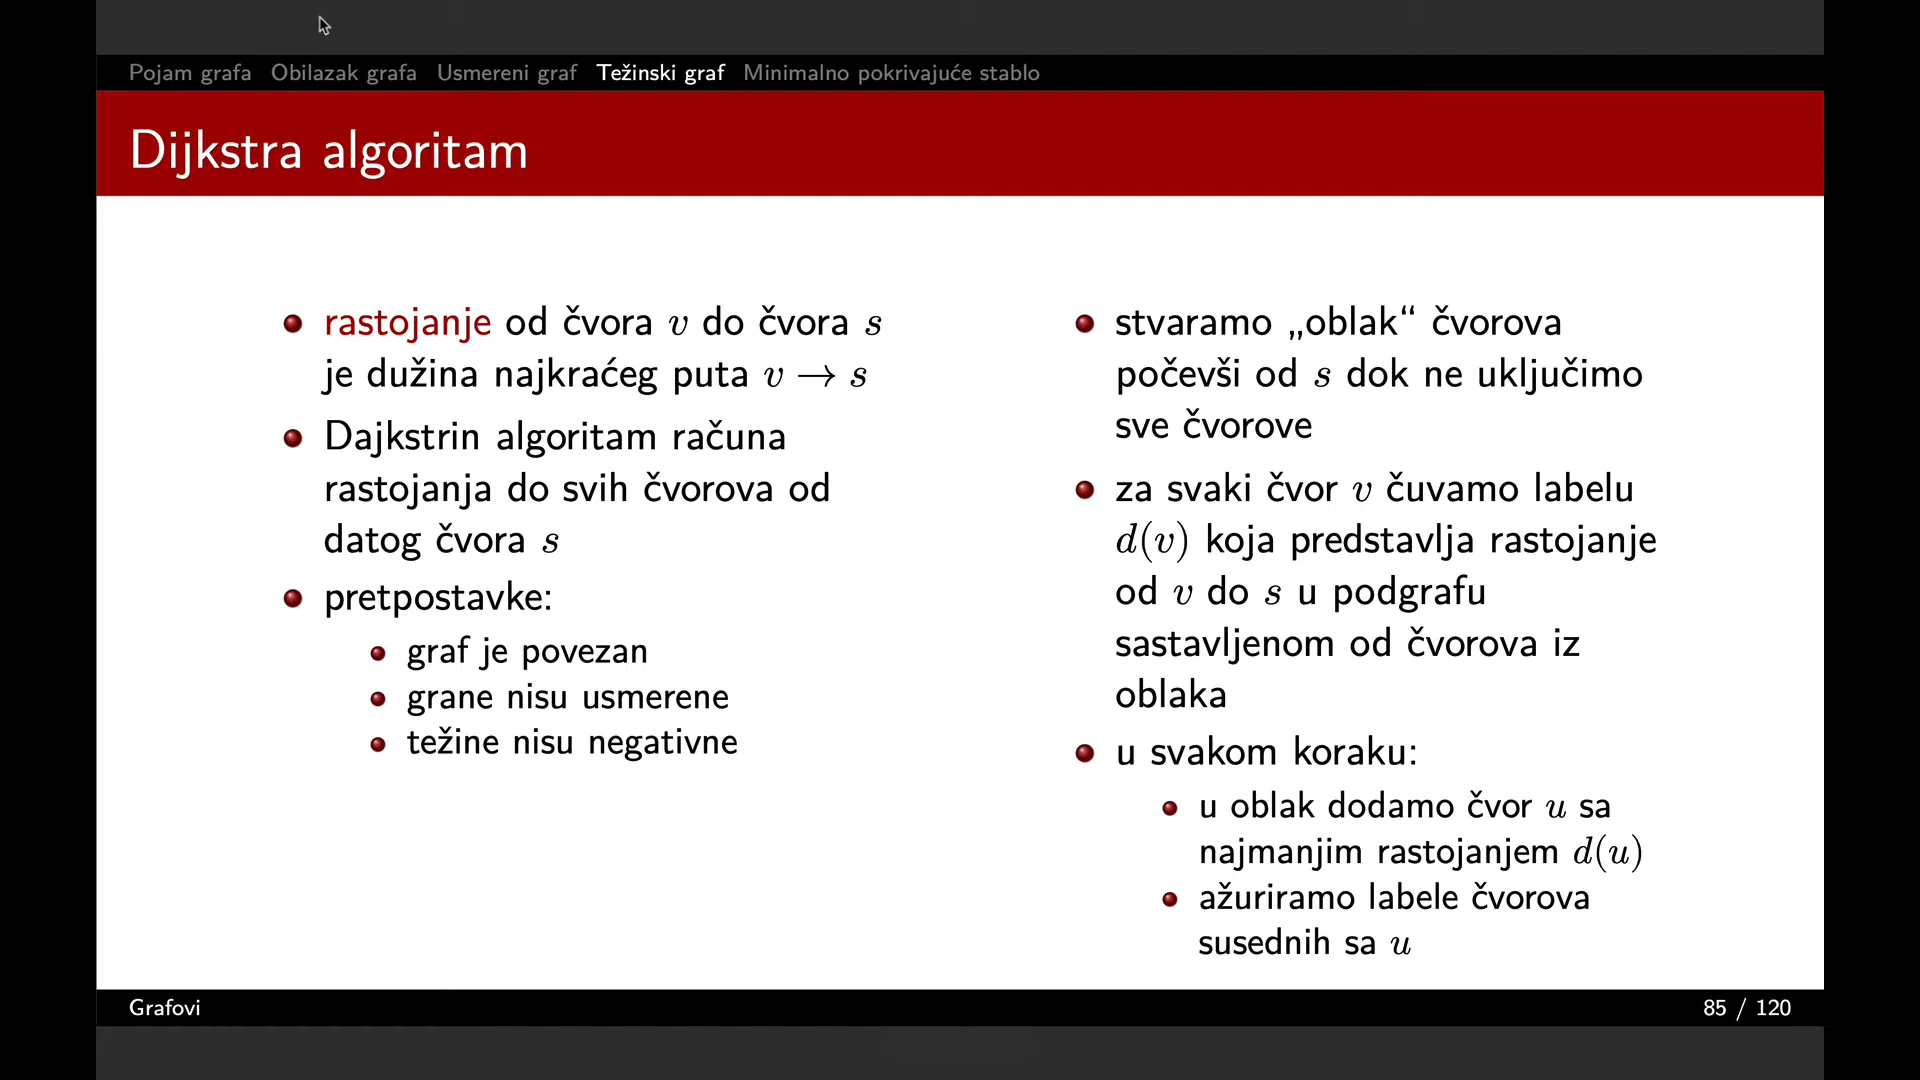 Pojam grafa Obilazak grafa Usmereni graf Težinski graf Minimalno pokrivajuće stablo
Dijkstra algoritam
rastojanje od čvora v do čvora s
je dužina najkraćeg puta v → s
Dajkstrin algoritam računa
rastojanja do svih čvorova od
datog čvora s
pretpostavke:
graf je povezan
grane nisu usmerene
težine nisu negativne
stvaramo „oblak“ čvorova
počevši od s dok ne uključimo
sve čvorove
za svaki čvor v čuvamo labelu
d(v) koja predstavlja rastojanje
od v do s u podgrafu
sastavljenom od čvorova iz
oblaka
u svakom koraku:
u oblak dodamo čvor u sa
najmanjim rastojanjem d(u)
ažuriramo labele čvorova
susednih sa u
Grafovi
85 / 120